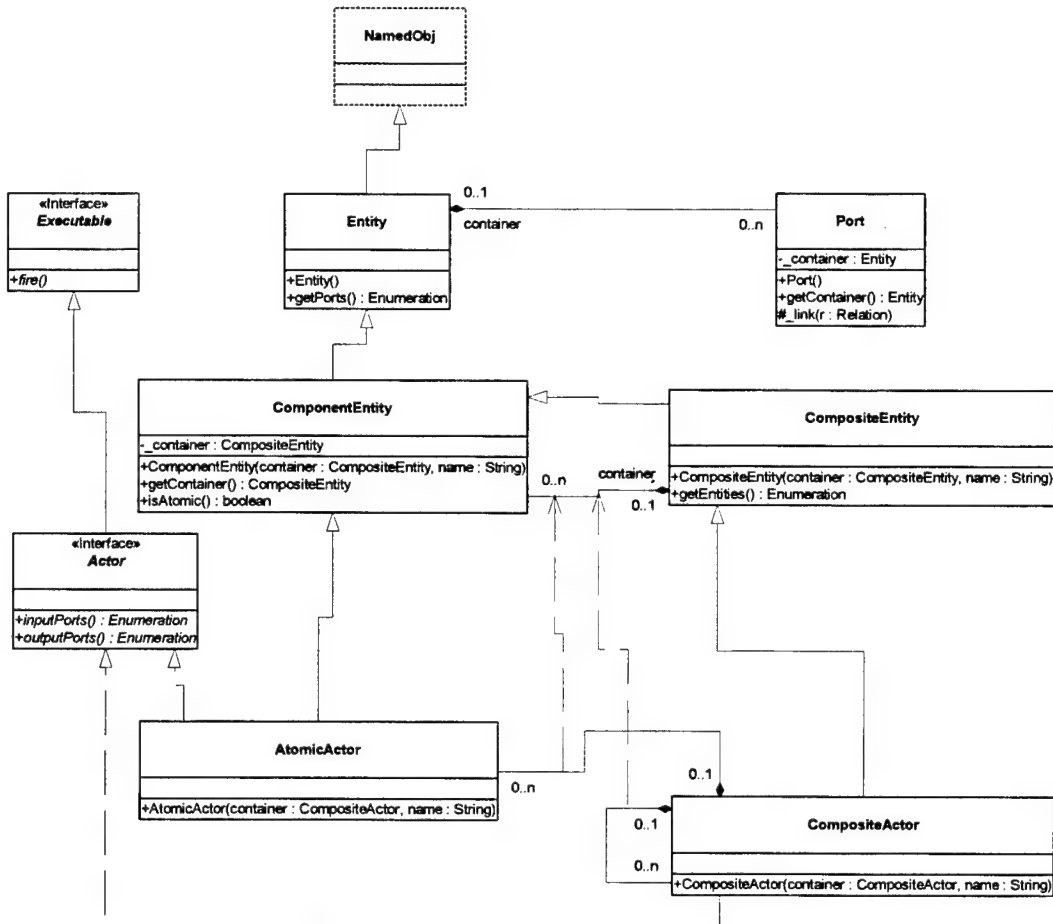 NamedObj
«Interface»
Executable
+fire()
Entity
+Entity()
+getPorts() : Enumeration
0..1
container
0..n
Port
-_container : Entity
+Port()
+getContainer() : Entity
#_link(r : Relation)
ComponentEntity
-_container : CompositeEntity
+ComponentEntity(container : CompositeEntity, name : String)
+getContainer() : CompositeEntity
+isAtomic() : boolean
0..n
container
0..1
CompositeEntity
+CompositeEntity(container : CompositeEntity, name : String)
+getEntities() : Enumeration
«Interface»
Actor
+inputPorts() : Enumeration
+outputPorts() : Enumeration
AtomicActor
+AtomicActor(container : CompositeActor, name : String)
0..n
0..1
0..1
0..n
CompositeActor
+CompositeActor(container : CompositeActor, name : String)